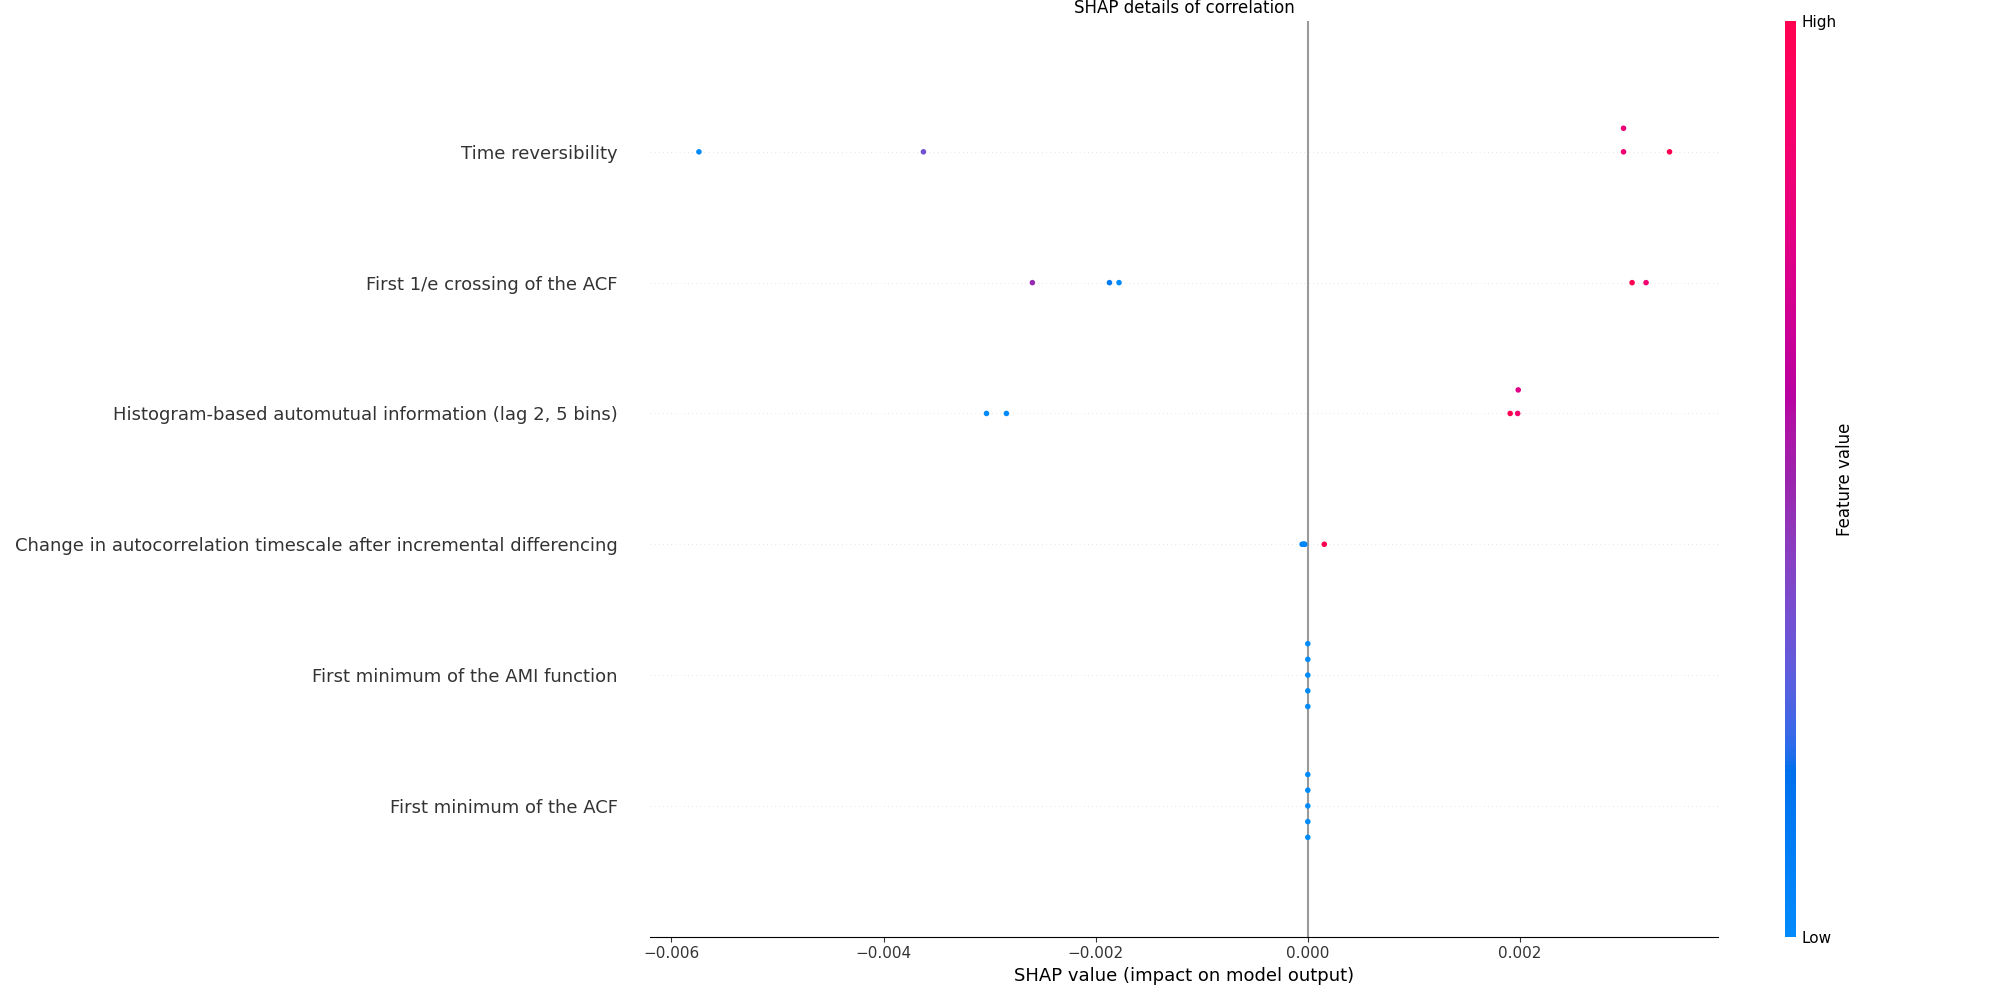 SHAP details of correlation
High
Time reversibility
First 1/e crossing of the ACF
Histogram-based automutual information (lag 2, 5 bins)
Change in autocorrelation timescale after incremental differencing
First minimum of the AMI function
First minimum of the ACF
Feature value
Low
−0.006 −0.004 −0.002 0.000 0.002
SHAP value (impact on model output)